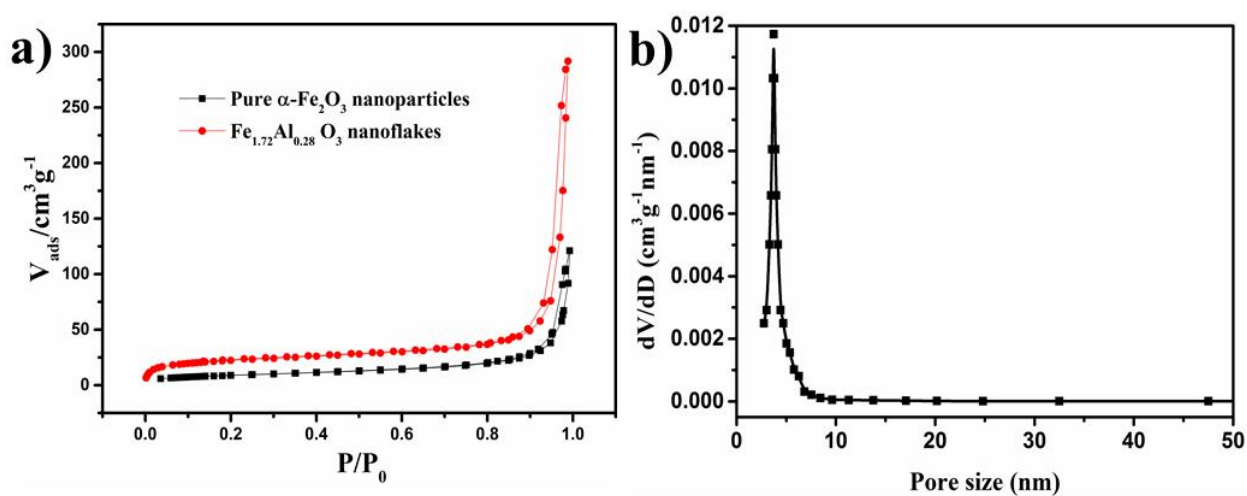 a)
300
250
200
150
100
50
0
V_ads/cm³g⁻¹
Pure α-Fe₂O₃ nanoparticles
Fe₁.₇₂Al₀.₂₈ O₃ nanoflakes
0.0 0.2 0.4 0.6 0.8 1.0
P/P₀
b)
0.012
0.010
0.008
0.006
0.004
0.002
0.000
dV/dD (cm³g⁻¹nm⁻¹)
0 10 20 30 40 50
Pore size (nm)